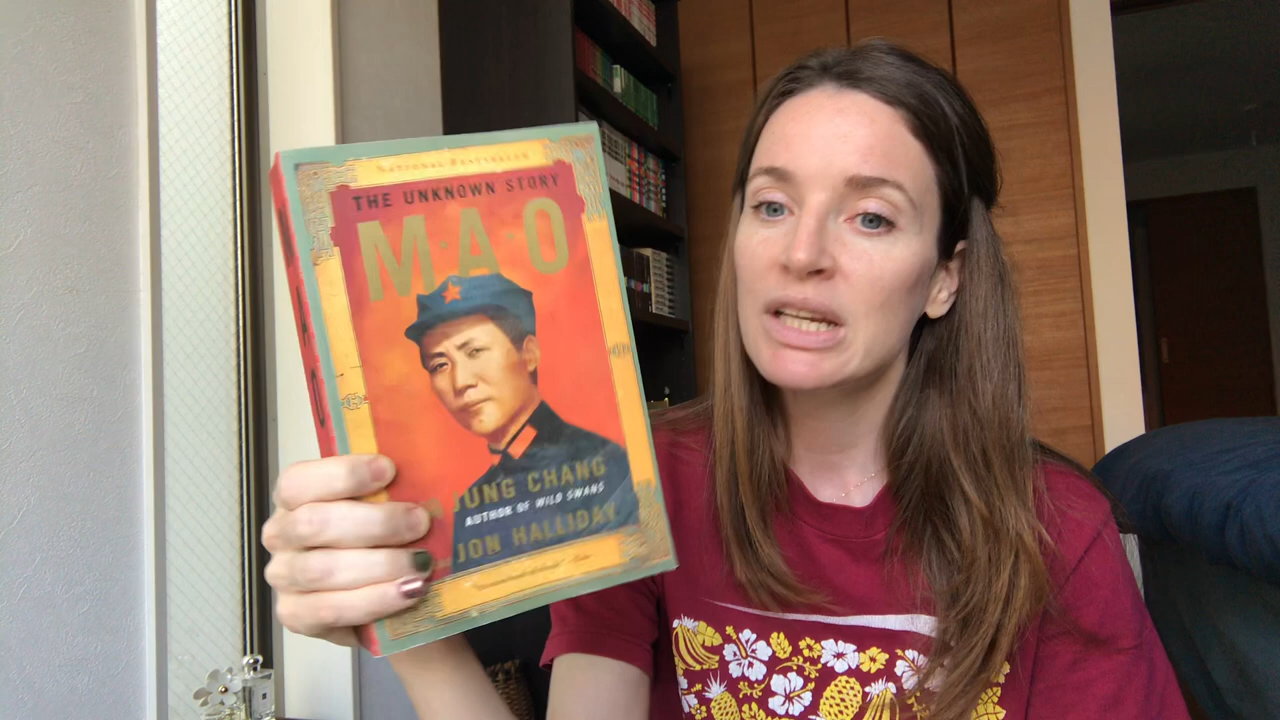 NATIONAL BESTSELLER
THE UNKNOWN STORY
M·A·O
JUNG CHANG
AUTHOR OF WILD SWANS
JON HALLIDAY